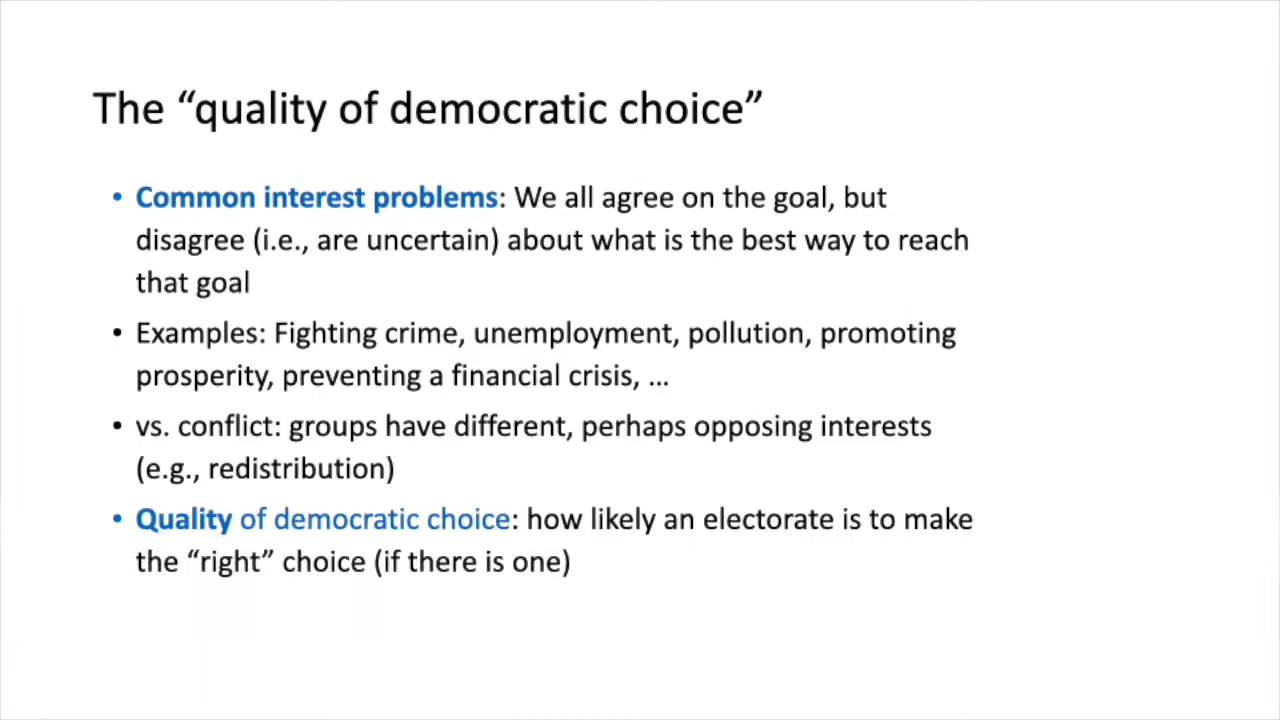 The “quality of democratic choice”
• Common interest problems: We all agree on the goal, but
disagree (i.e., are uncertain) about what is the best way to reach
that goal
• Examples: Fighting crime, unemployment, pollution, promoting
prosperity, preventing a financial crisis, ...
• vs. conflict: groups have different, perhaps opposing interests
(e.g., redistribution)
• Quality of democratic choice: how likely an electorate is to make
the “right” choice (if there is one)